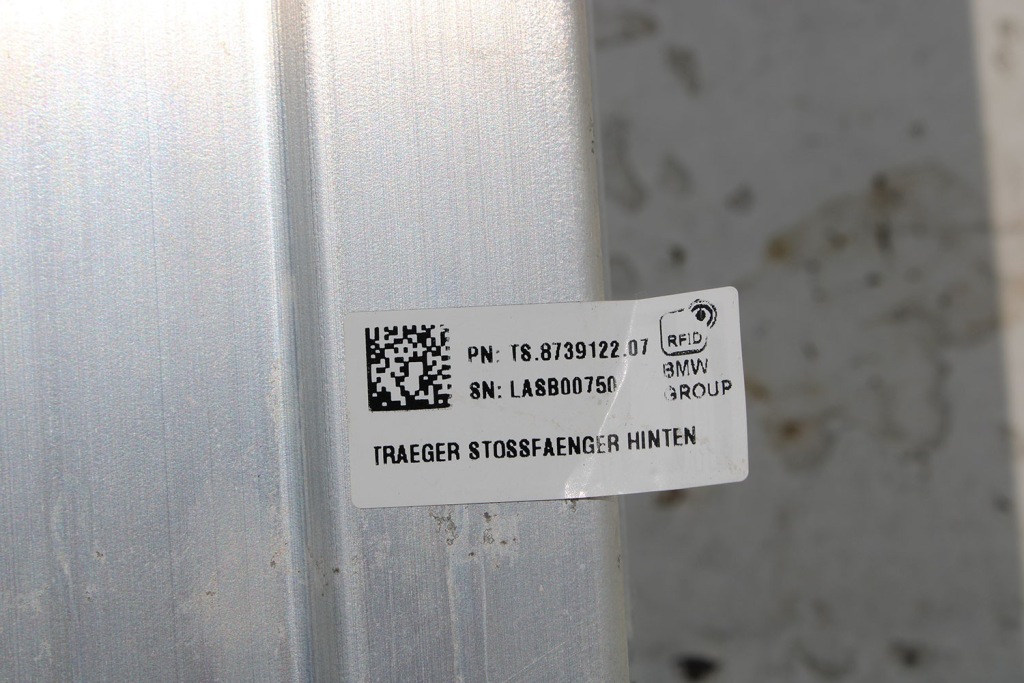 PN: TS.8739122.07
SN: LASB00750
RFID
BMW
GROUP
TRAEGER STOSSFAENGER HINTEN